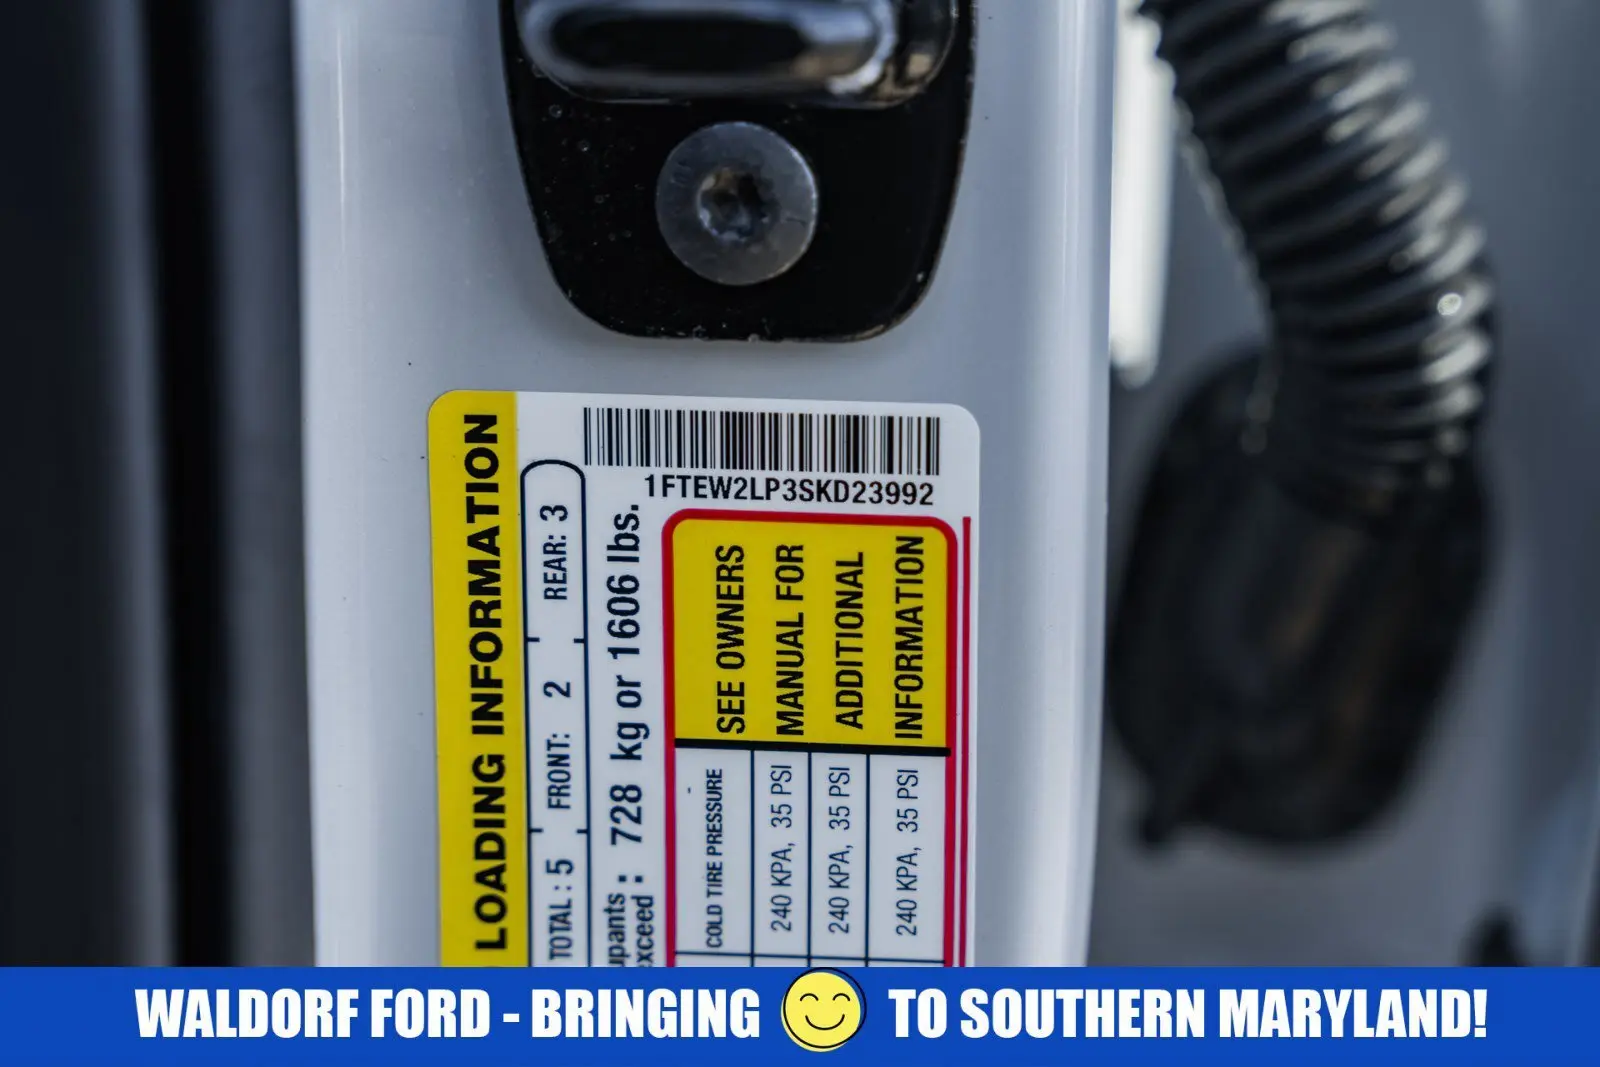 1FTEW2LP3SKD23992
LOADING INFORMATION
TOTAL : 5 FRONT: 2 REAR: 3
728 kg or 1606 lbs.
COLD TIRE PRESSURE
240 KPA, 35 PSI
240 KPA, 35 PSI
240 KPA, 35 PSI
SEE OWNERS
MANUAL FOR
ADDITIONAL
INFORMATION
WALDORF FORD - BRINGING TO SOUTHERN MARYLAND!